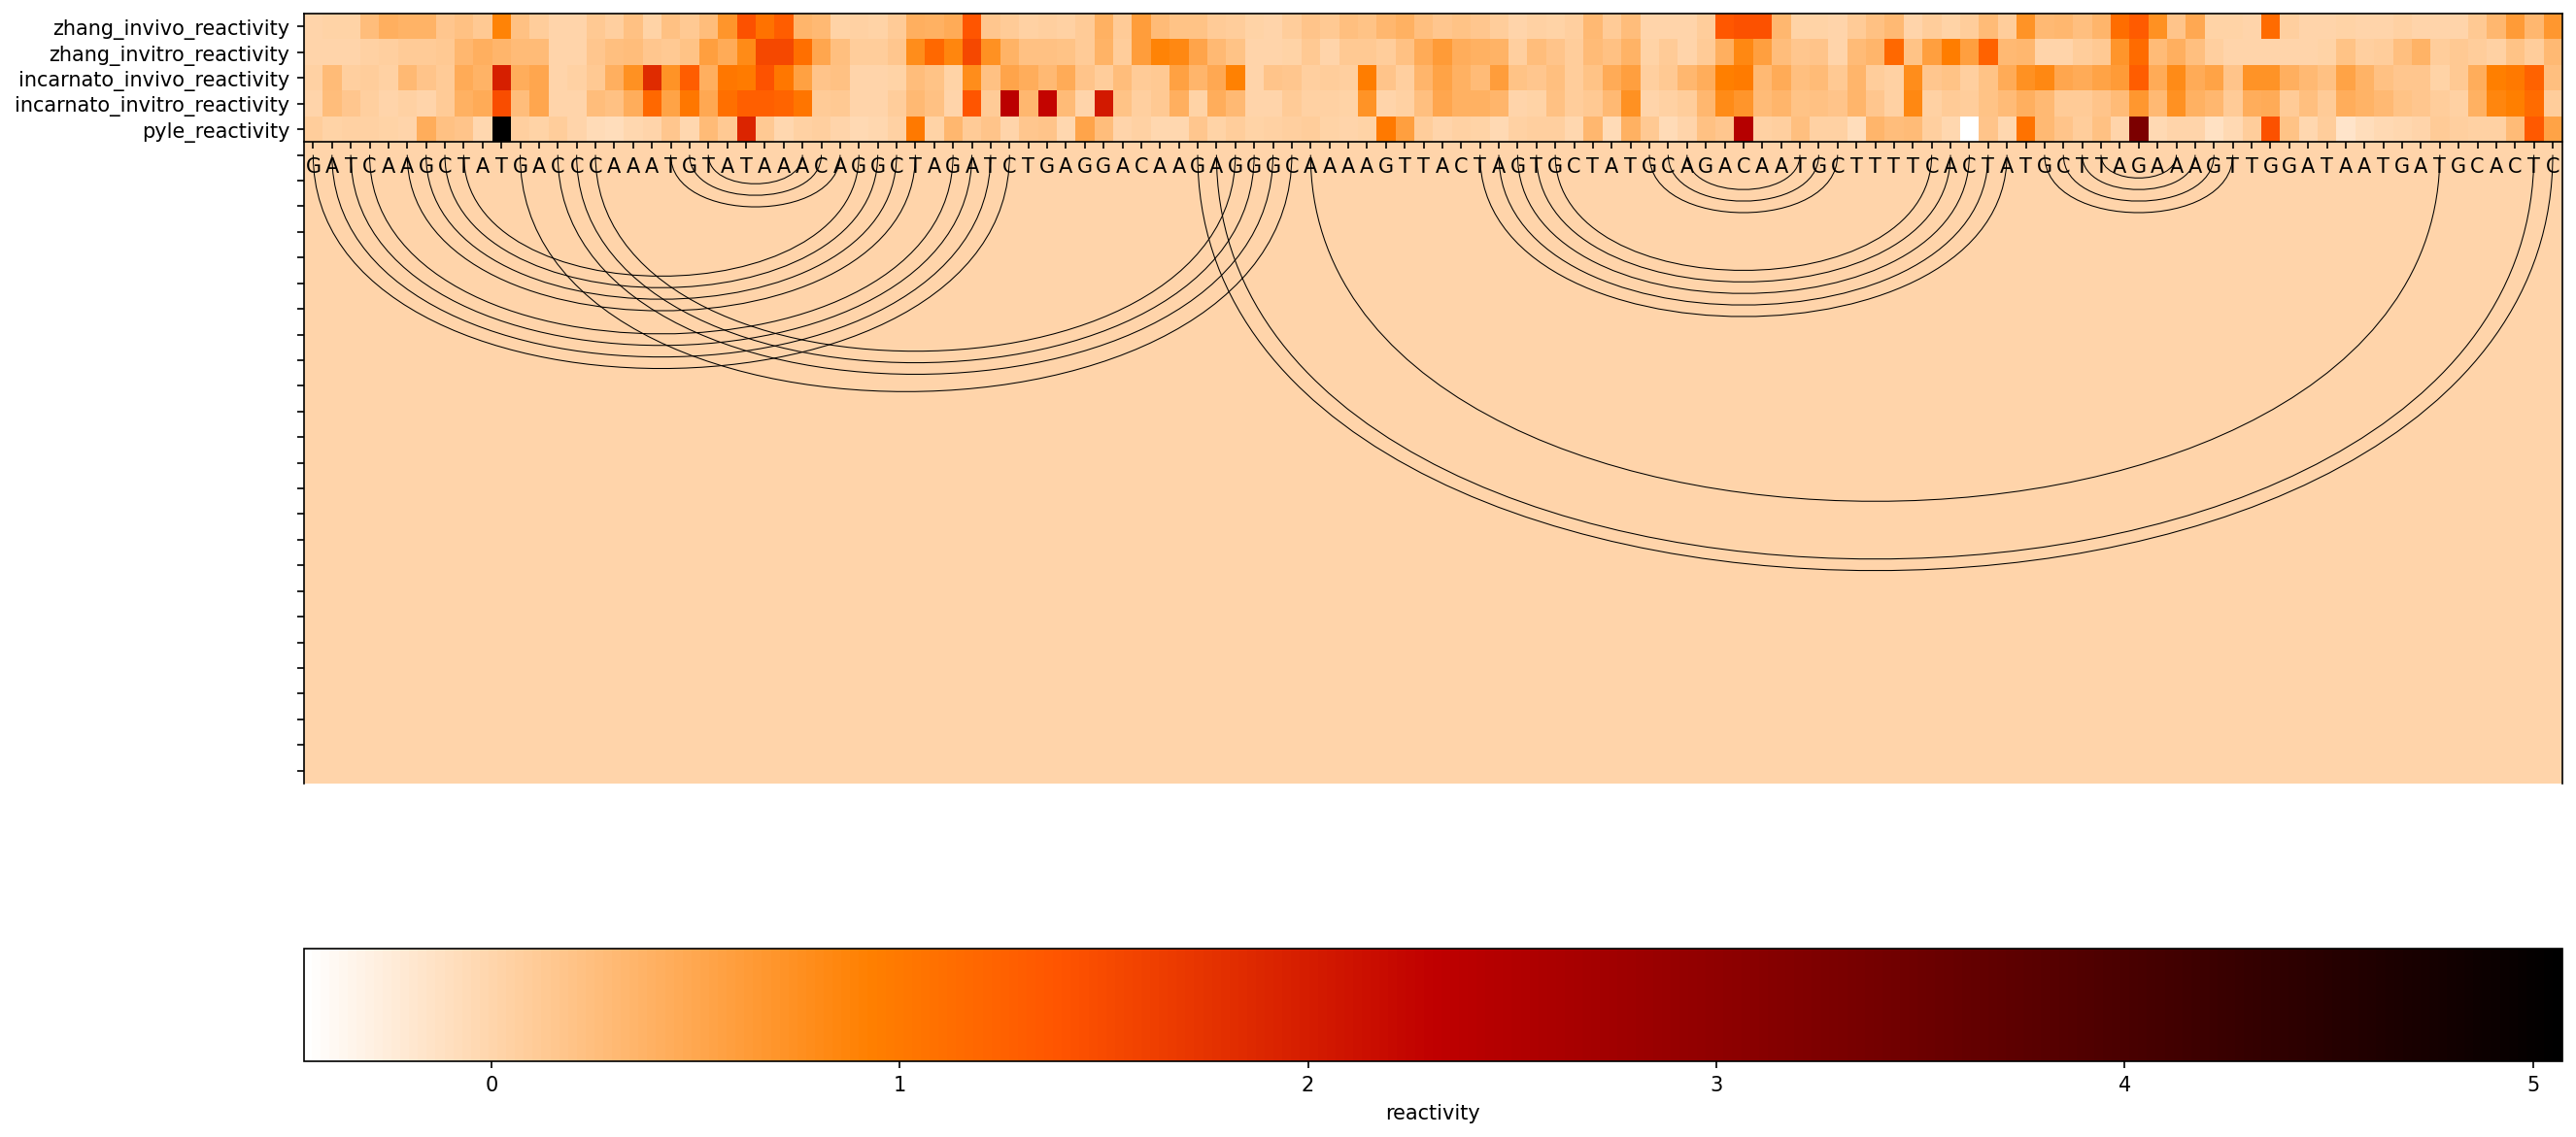 zhang_invivo_reactivity
zhang_invitro_reactivity
incarnato_invivo_reactivity
incarnato_invitro_reactivity
pyle_reactivity
GATCAAGCTATGACCCAAATGTATAAACAGGCTAGATCTGAGGACAAGAGGGCAAAAGTTACTAGTGCTATGCAGACAATGCTTTTCACTATGCTTAGAAAGTTGGATAATGATGCACTC
0 1 2 3 4 5
reactivity